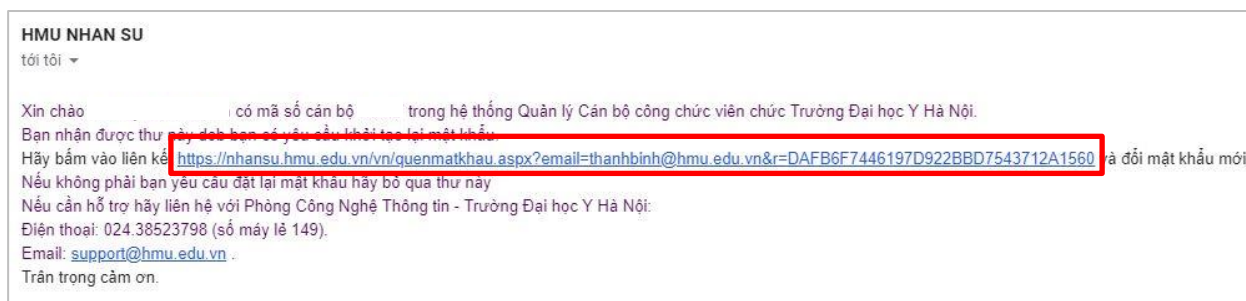 HMU NHAN SU
tới tôi
Xin chào có mã số cán bộ trong hệ thống Quản lý Cán bộ công chức viên chức Trường Đại học Y Hà Nội.
Bạn nhận được thư này dob bạn có yêu cầu khởi tạo lại mật khẩu.
Hãy bấm vào liên kế https://nhansu.hmu.edu.vn/vn/quenmatkhau.aspx?email=thanhbinh@hmu.edu.vn&r=DAFB6F7446197D922BBD7543712A1560 và đổi mật khẩu mới
Nếu không phải bạn yêu cầu đặt lại mật khẩu hãy bỏ qua thư này
Nếu cần hỗ trợ hãy liên hệ với Phòng Công Nghệ Thông tin - Trường Đại học Y Hà Nội:
Điện thoại: 024.38523798 (số máy lẻ 149).
Email: support@hmu.edu.vn .
Trân trọng cảm ơn.